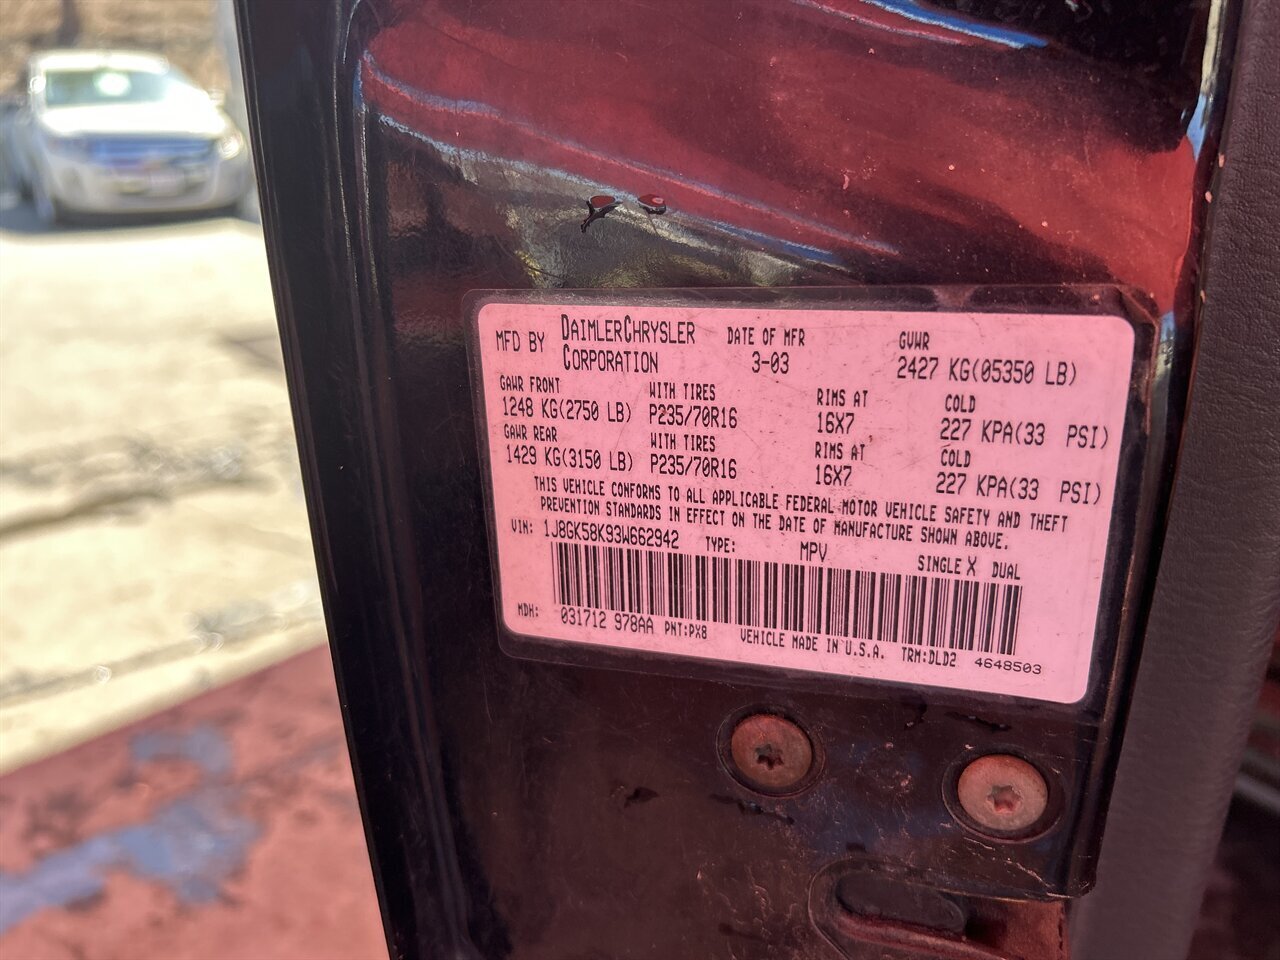 MFD BY DAIMLERCHRYSLER CORPORATION DATE OF MFR 3-03 GVWR 2427 KG(05350 LB)
GAWR FRONT WITH TIRES RIMS AT COLD
1248 KG(2750 LB) P235/70R16 16X7 227 KPA(33 PSI)
GAWR REAR WITH TIRES RIMS AT COLD
1429 KG(3150 LB) P235/70R16 16X7 227 KPA(33 PSI)
THIS VEHICLE CONFORMS TO ALL APPLICABLE FEDERAL MOTOR VEHICLE SAFETY AND THEFT
PREVENTION STANDARDS IN EFFECT ON THE DATE OF MANUFACTURE SHOWN ABOVE.
VIN: 1J8GK58K93W662942 TYPE: MPV SINGLE X DUAL
MDH: 031712 978AA PNT:PX8 VEHICLE MADE IN U.S.A. TRM:DLD2 4648503